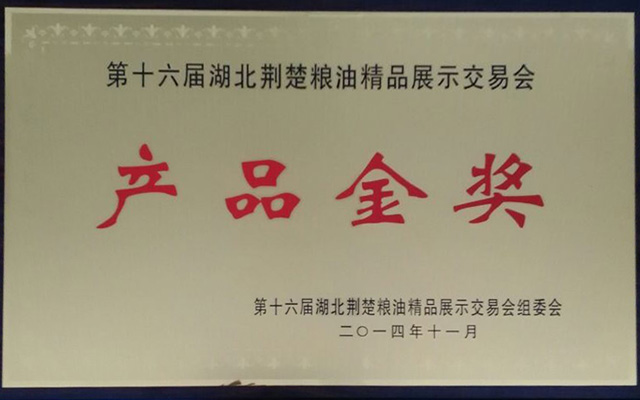 第十六届湖北荆楚粮油精品展示交易会
产品金奖
第十六届湖北荆楚粮油精品展示交易会组委会
二〇一四年十一月